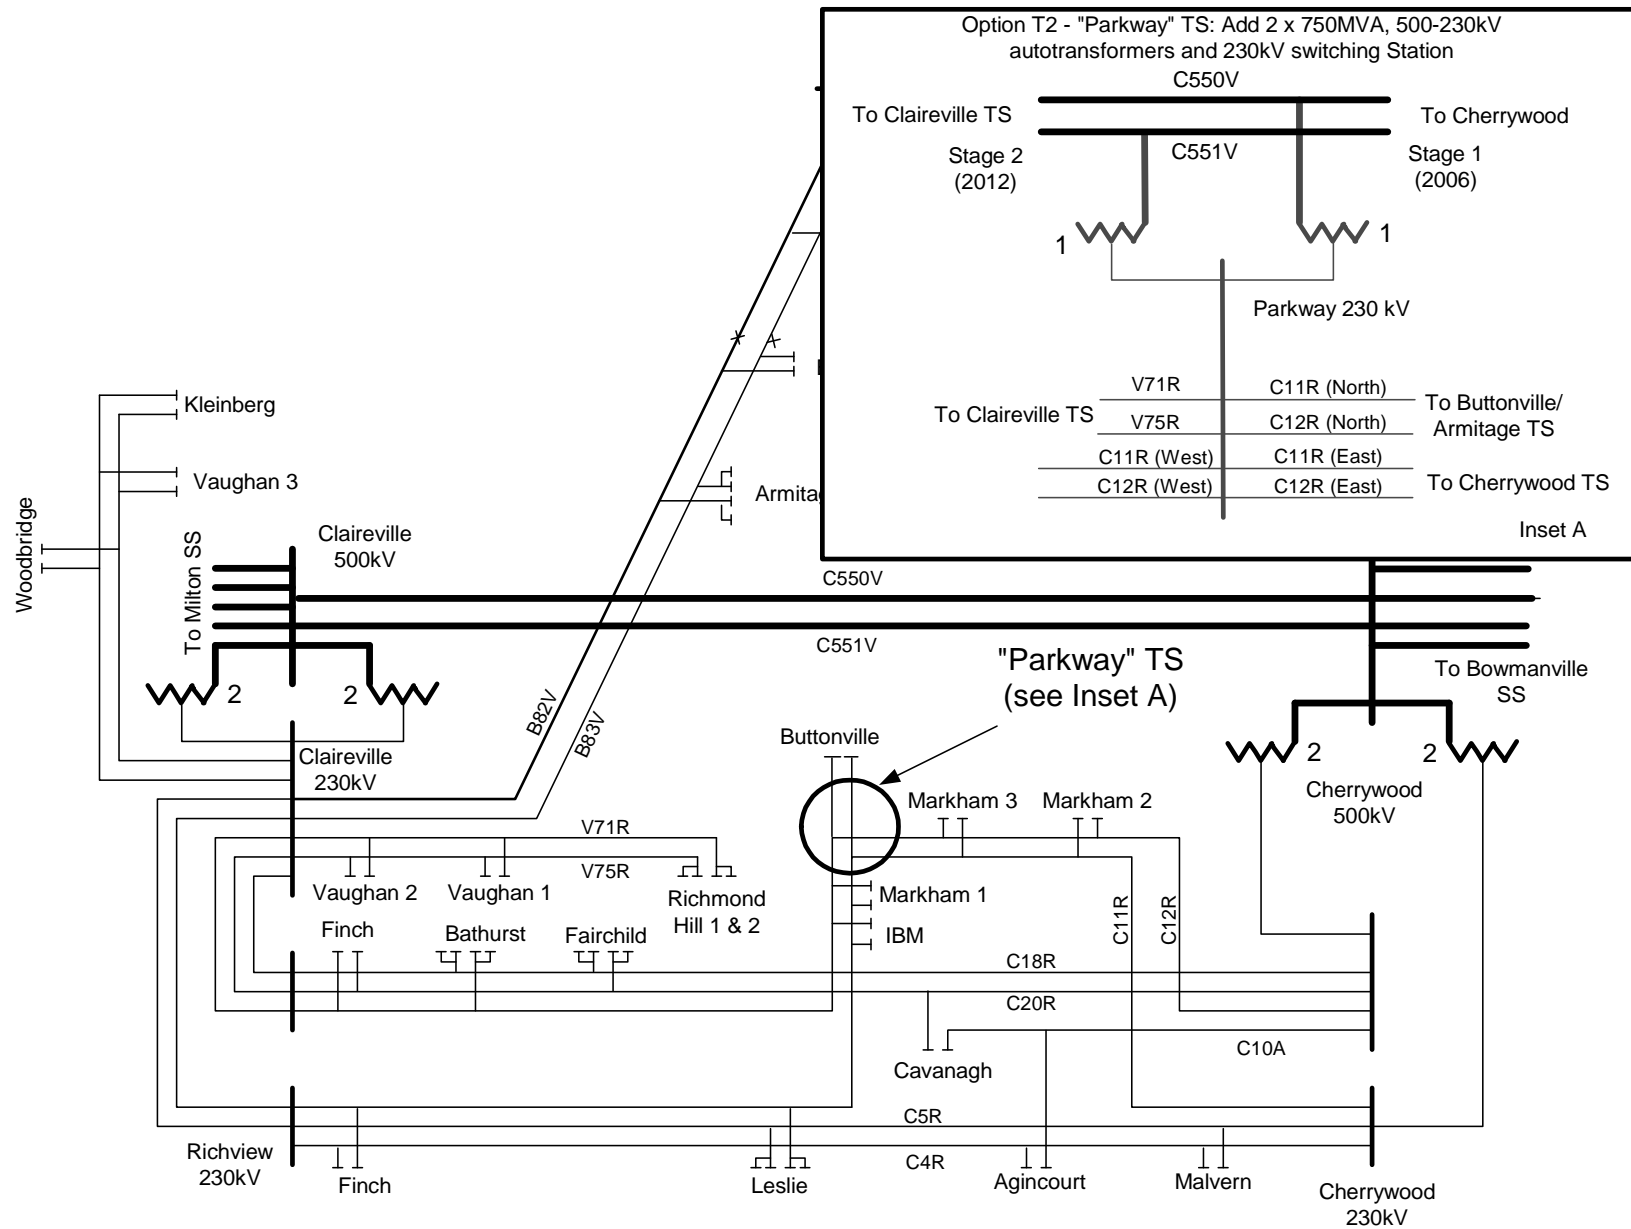 Option T2 - "Parkway" TS: Add 2 x 750MVA, 500-230kV
autotransformers and 230kV switching Station
C550V
To Claireville TS
To Cherrywood
C551V
Stage 2
(2012)
Stage 1
(2006)
1
1
Parkway 230 kV
V71R
C11R (North)
To Claireville TS
To Buttonville/
Armitage TS
V75R
C12R (North)
C11R (West)
C11R (East)
To Cherrywood TS
C12R (West)
C12R (East)
Inset A
Kleinberg
Vaughan 3
Woodbridge
Armita
Claireville
500kV
To Milton SS
C550V
C551V
"Parkway" TS
(see Inset A)
To Bowmanville
SS
2
2
B82V
B83V
Claireville
230kV
Buttonville
2
2
Cherrywood
500kV
Markham 3
Markham 2
V71R
V75R
Vaughan 2
Vaughan 1
Richmond
Hill 1 & 2
Markham 1
IBM
C11R
C12R
Finch
Bathurst
Fairchild
C18R
C20R
C10A
Cavanagh
C5R
C4R
Richview
230kV
Finch
Leslie
Agincourt
Malvern
Cherrywood
230kV